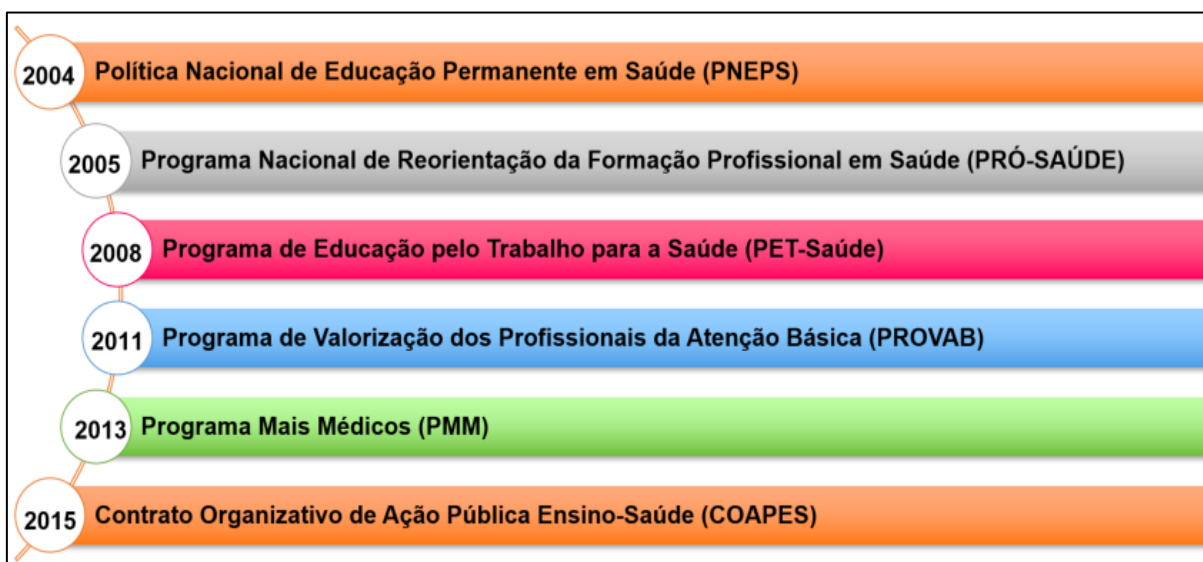 2004 Política Nacional de Educação Permanente em Saúde (PNEPS)
2005 Programa Nacional de Reorientação da Formação Profissional em Saúde (PRÓ-SAÚDE)
2008 Programa de Educação pelo Trabalho para a Saúde (PET-Saúde)
2011 Programa de Valorização dos Profissionais da Atenção Básica (PROVAB)
2013 Programa Mais Médicos (PMM)
2015 Contrato Organizativo de Ação Pública Ensino-Saúde (COAPES)